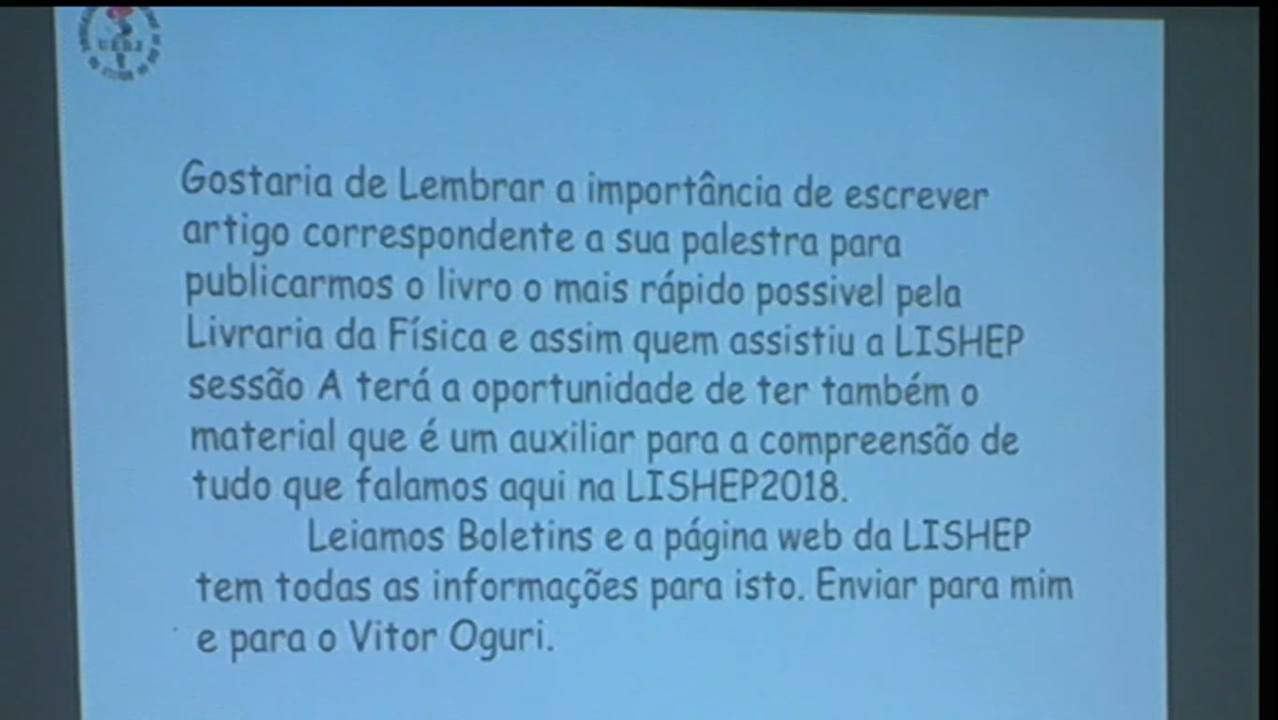 UERJ
Gostaria de Lembrar a importância de escrever
artigo correspondente a sua palestra para
publicarmos o livro o mais rápido possivel pela
Livraria da Física e assim quem assistiu a LISHEP
sessão A terá a oportunidade de ter também o
material que é um auxiliar para a compreensão de
tudo que falamos aqui na LISHEP2018.
Leiamos Boletins e a página web da LISHEP
tem todas as informações para isto. Enviar para mim
e para o Vitor Oguri.